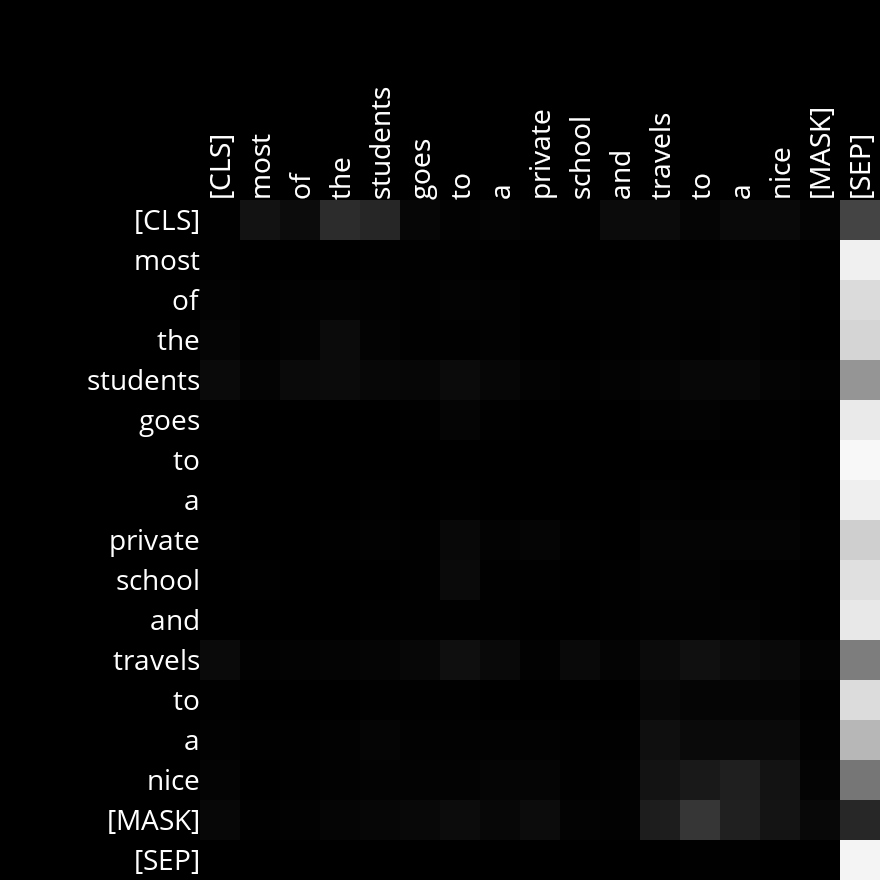 [CLS] most of the students goes to a private school and travels to a nice [MASK] [SEP]
[CLS]
most
of
the
students
goes
to
a
private
school
and
travels
to
a
nice
[MASK]
[SEP]